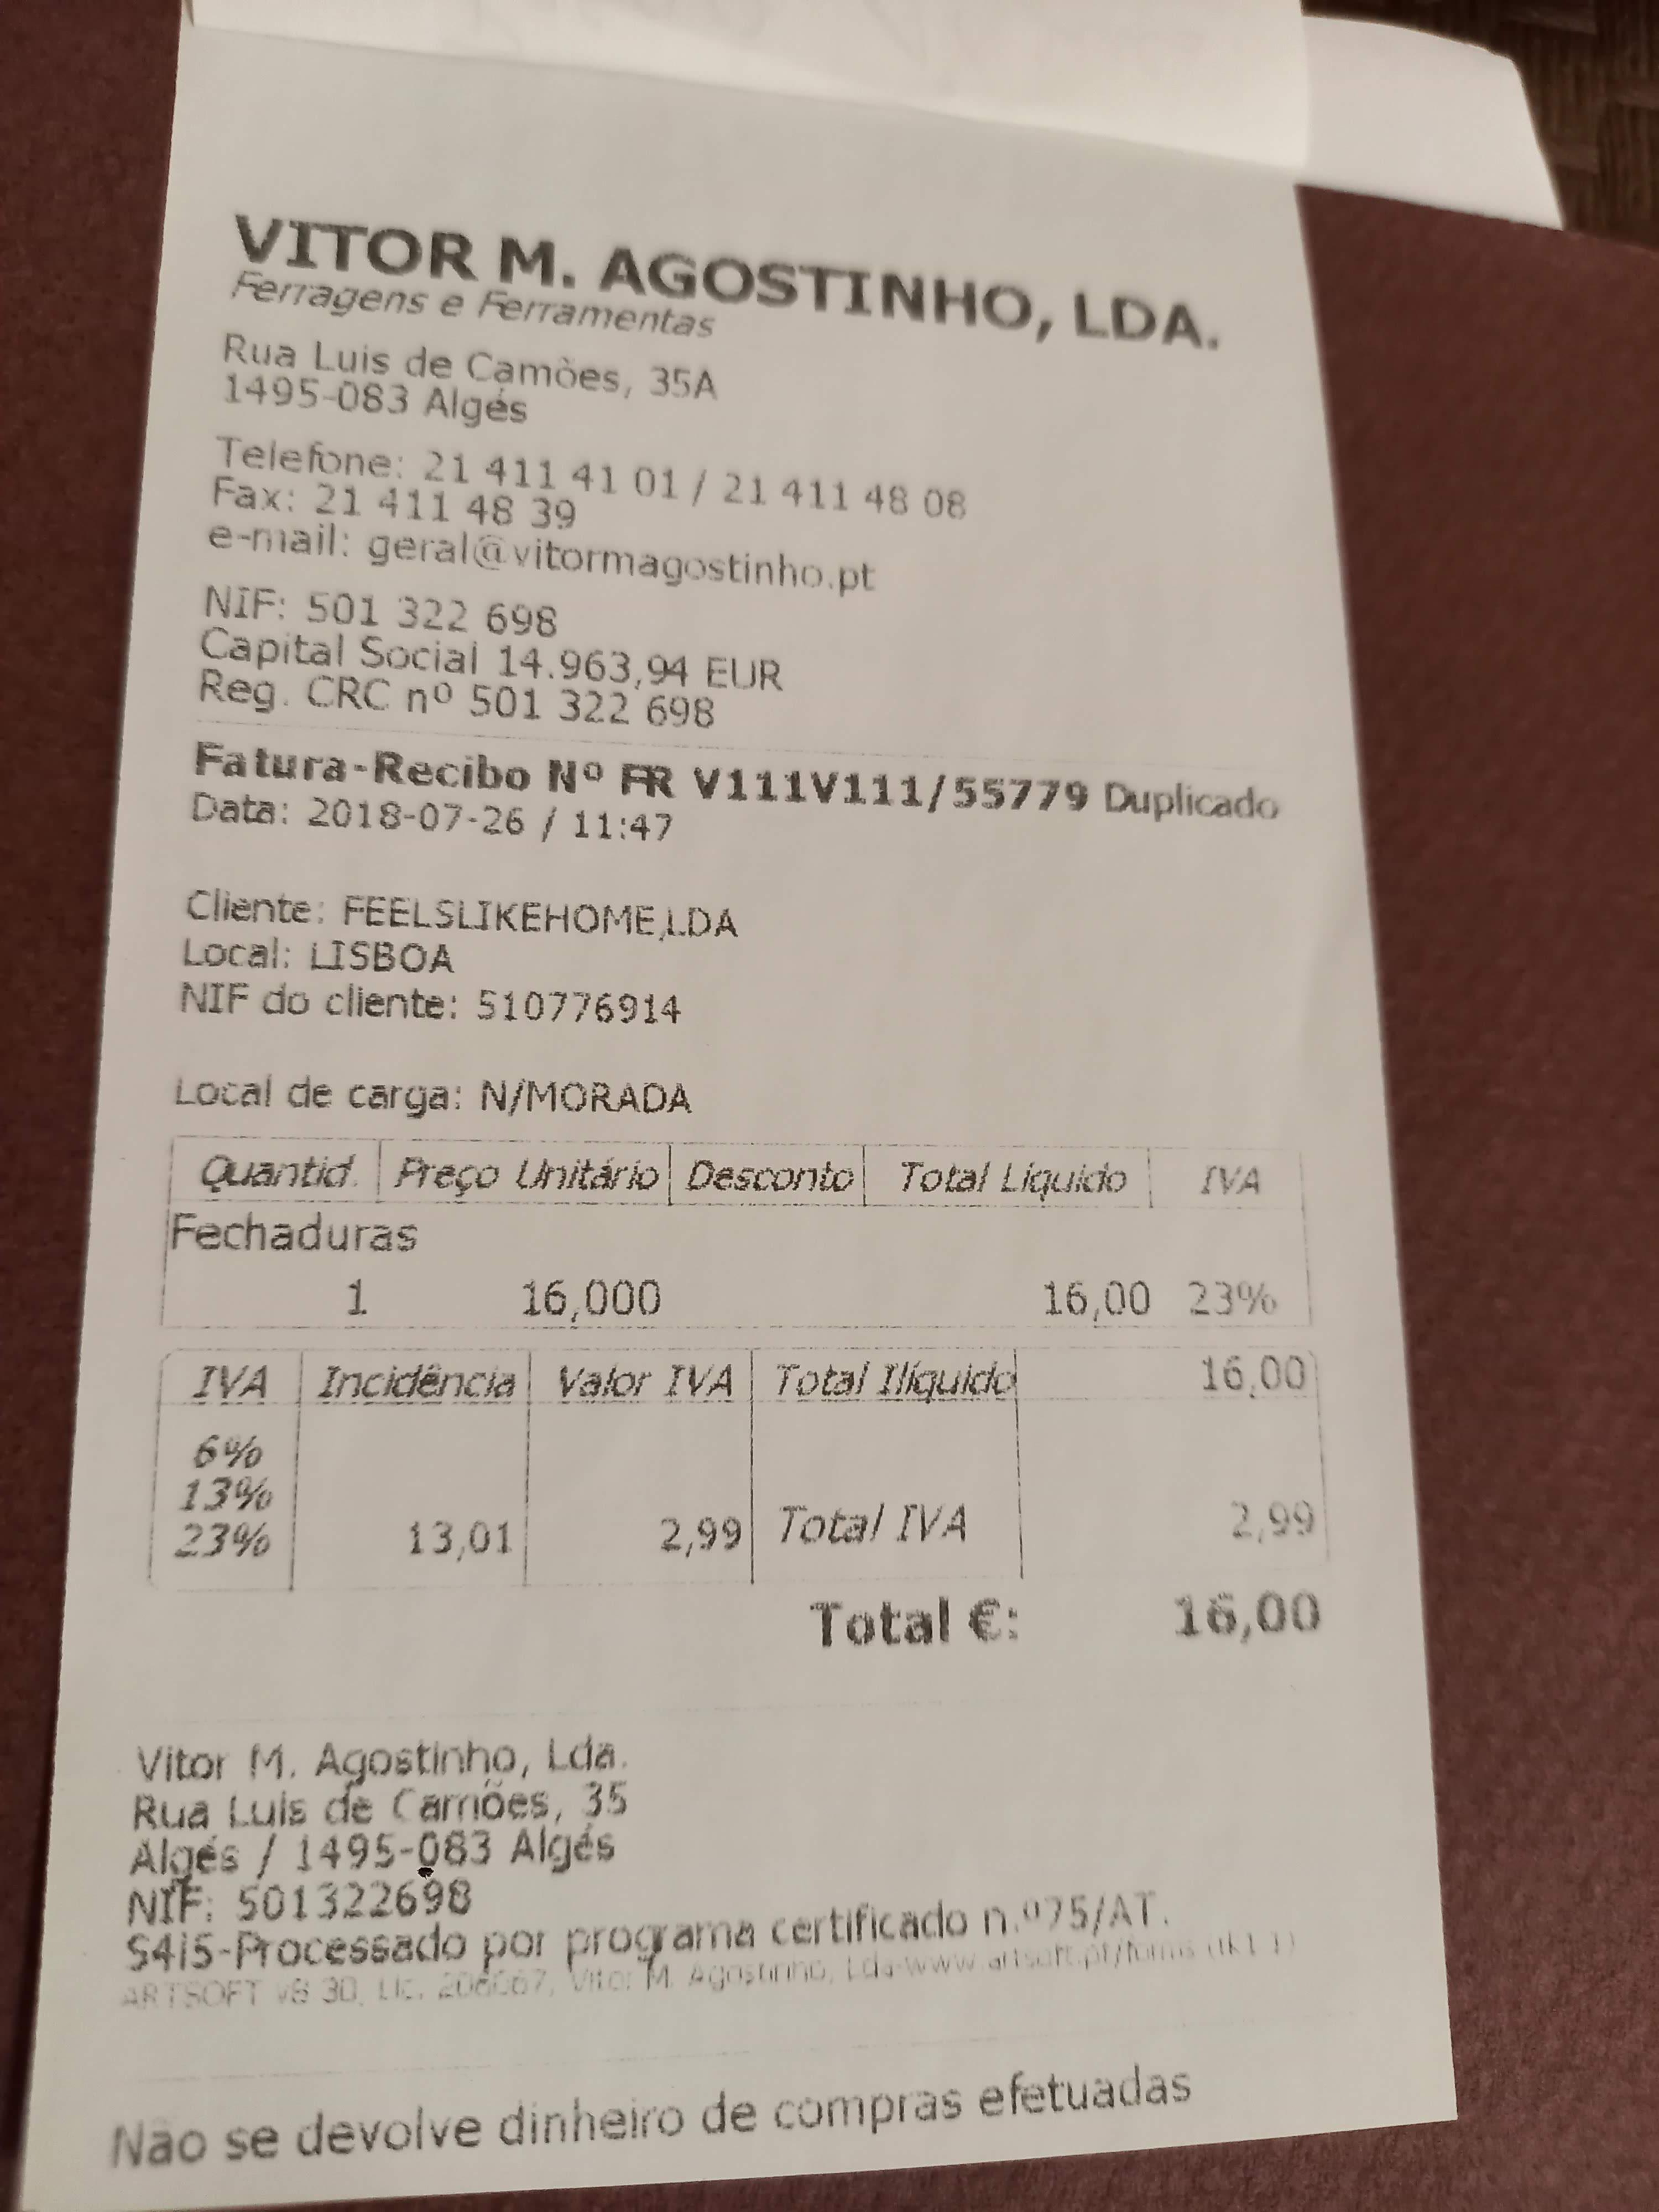 VITOR M. AGOSTINHO, LDA.
Ferragens e Ferramentas
Rua Luis de Camões, 35A
1495-083 Algés
Telefone: 21 411 41 01 / 21 411 48 08
Fax: 21 411 48 39
e-mail: geral@vitormagostinho.pt
NIF: 501 322 698
Capital Social 14.963,94 EUR
Reg. CRC nº 501 322 698
Fatura-Recibo Nº FR V111V111/55779 Duplicado
Data: 2018-07-26 / 11:47
Cliente: FEELSLIKEHOME,LDA
Local: LISBOA
NIF do cliente: 510776914
Local de carga: N/MORADA
Quantid. Preço Unitário Desconto Total Líquido IVA
Fechaduras
1 16,000 16,00 23%
IVA Incidência Valor IVA Total Ilíquido 16,00
6%
13%
23% 13,01 2,99 Total IVA 2,99
Total €: 16,00
Vitor M. Agostinho, Lda.
Rua Luis de Camões, 35
Algés / 1495-083 Algés
NIF: 501322698
S4i5-Processado por programa certificado n.º75/AT.
ARTSOFT v8 3D, Lic. Vitor M. Agostinho, Lda-www.artsoft.pt/forms
Não se devolve dinheiro de compras efetuadas